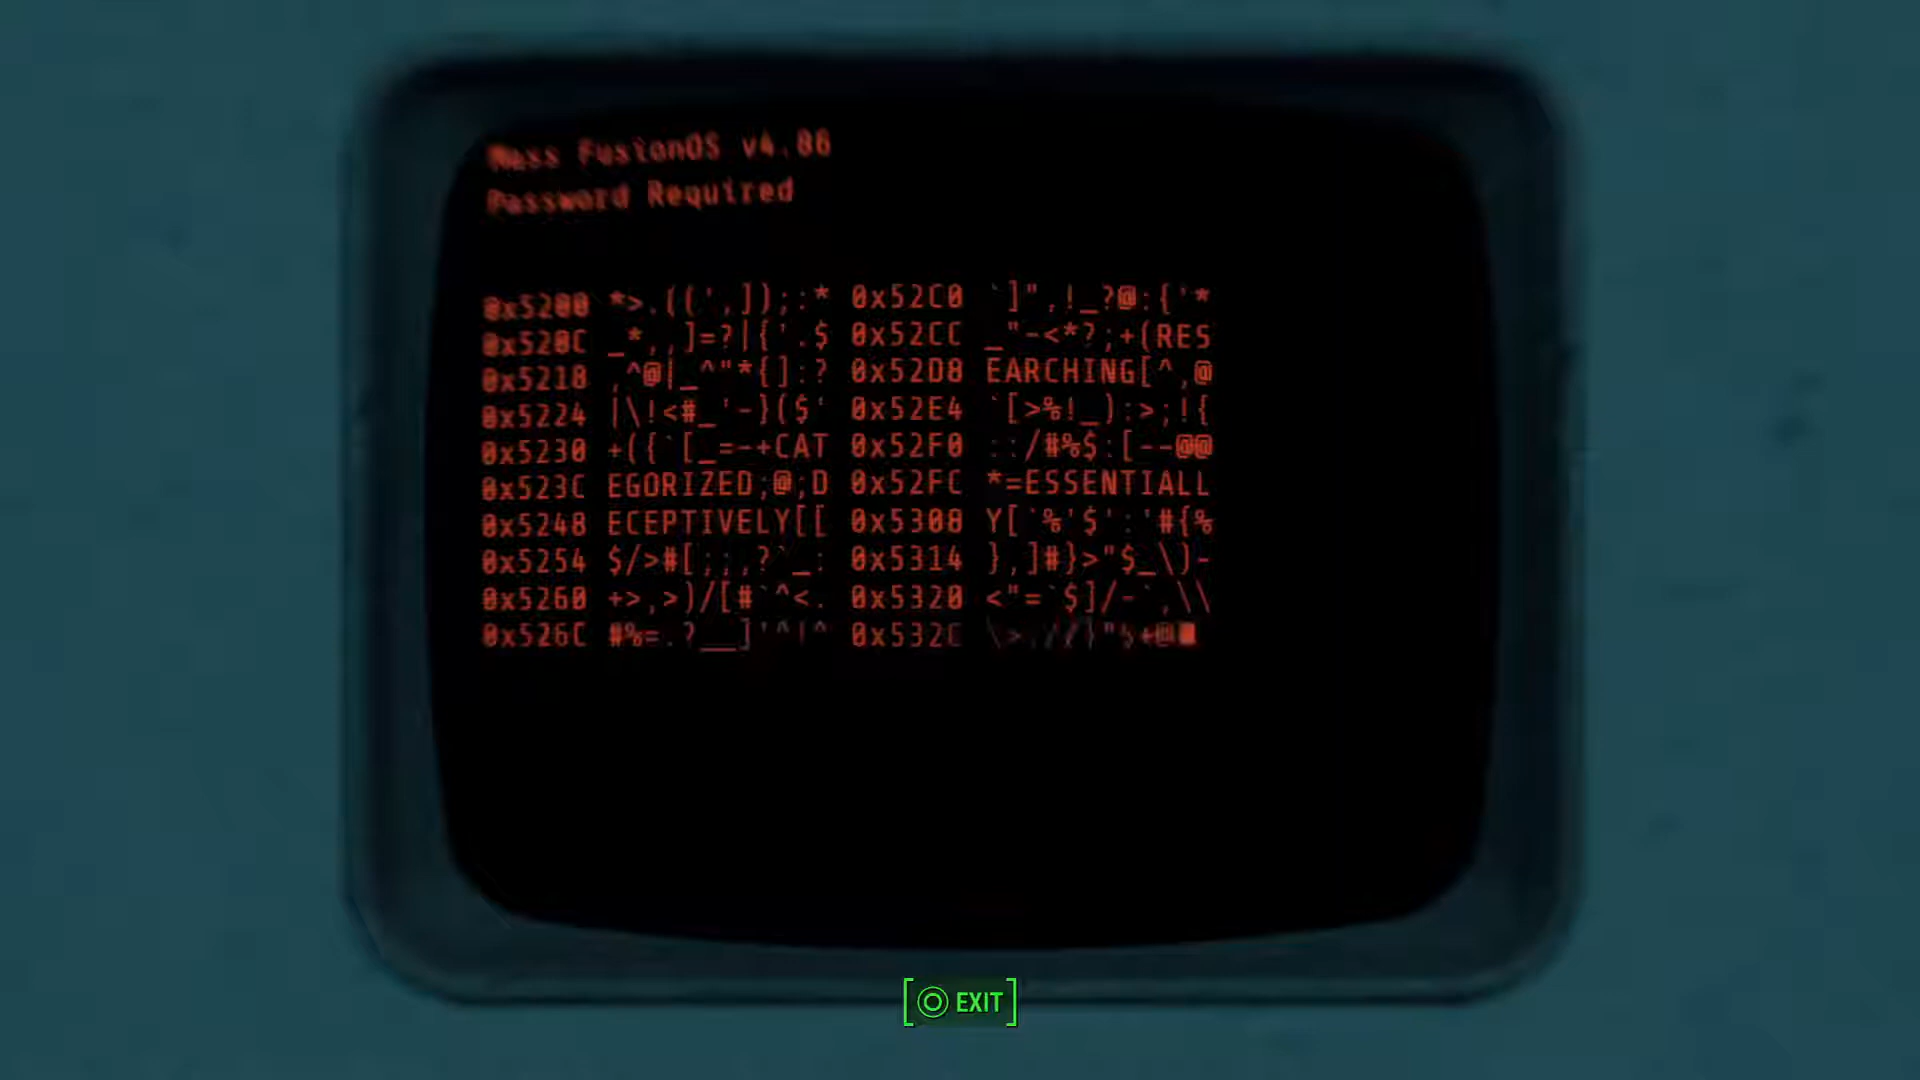 Mass FusionOS v4.06
Password Required
0x5200 *>.((',]);:* 0x52C0 `]",!_?@:{'*
0x520C _*,,]=?|{'.$ 0x52CC _"-<*?;+(RES
0x5218 ,^@|_^"*{]:? 0x52D8 EARCHING[^,@
0x5224 |\!<#_'-}($' 0x52E4 `[>%!_):>;!{
0x5230 +({`[_=-+CAT 0x52F0 ::/#%$:[--@@
0x523C EGORIZED;@;D 0x52FC *=ESSENTIALL
0x5248 ECEPTIVELY[[ 0x5308 Y[`%'$':'#{%
0x5254 $/>#[;;,?`_: 0x5314 },]#}>"$_\)-
0x5260 +>,>)/[#`^<. 0x5320 <"=`$]/-`,\\
0x526C #%=.?__]'^|^ 0x532C
EXIT